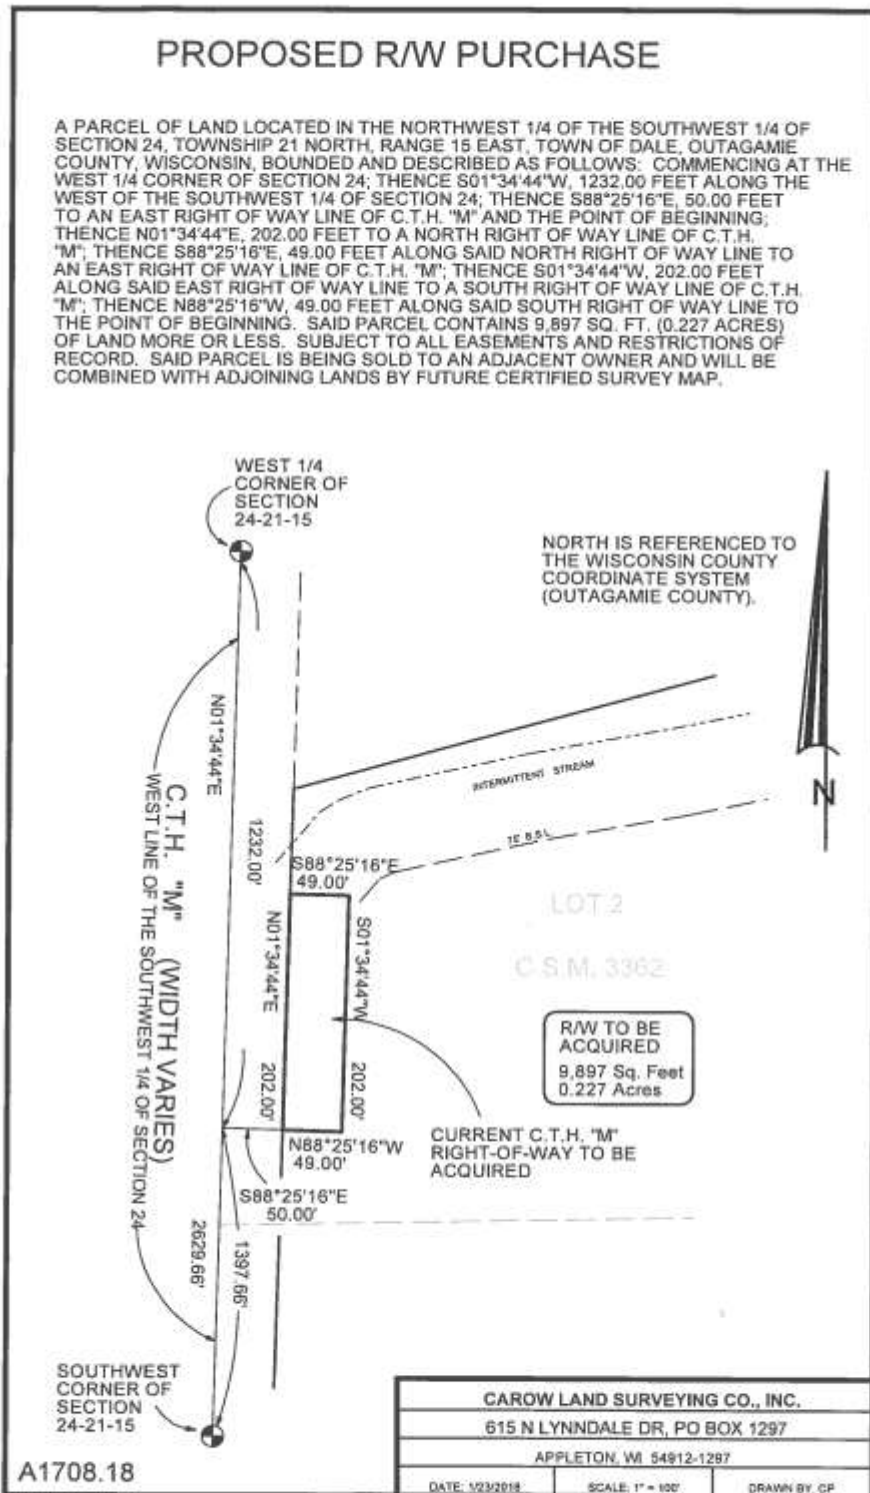 PROPOSED R/W PURCHASE
A PARCEL OF LAND LOCATED IN THE NORTHWEST 1/4 OF THE SOUTHWEST 1/4 OF
SECTION 24, TOWNSHIP 21 NORTH, RANGE 15 EAST, TOWN OF DALE, OUTAGAMIE
COUNTY, WISCONSIN, BOUNDED AND DESCRIBED AS FOLLOWS: COMMENCING AT THE
WEST 1/4 CORNER OF SECTION 24; THENCE S01°34'44"W, 1232.00 FEET ALONG THE
WEST OF THE SOUTHWEST 1/4 OF SECTION 24; THENCE S88°25'16"E, 50.00 FEET
TO AN EAST RIGHT OF WAY LINE OF C.T.H. "M" AND THE POINT OF BEGINNING;
THENCE N01°34'44"E, 202.00 FEET TO A NORTH RIGHT OF WAY LINE OF C.T.H.
"M"; THENCE S88°25'16"E, 49.00 FEET ALONG SAID NORTH RIGHT OF WAY LINE TO
AN EAST RIGHT OF WAY LINE OF C.T.H. "M"; THENCE S01°34'44"W, 202.00 FEET
ALONG SAID EAST RIGHT OF WAY LINE TO A SOUTH RIGHT OF WAY LINE OF C.T.H.
"M"; THENCE N88°25'16"W, 49.00 FEET ALONG SAID SOUTH RIGHT OF WAY LINE TO
THE POINT OF BEGINNING. SAID PARCEL CONTAINS 9,897 SQ. FT. (0.227 ACRES)
OF LAND MORE OR LESS. SUBJECT TO ALL EASEMENTS AND RESTRICTIONS OF
RECORD. SAID PARCEL IS BEING SOLD TO AN ADJACENT OWNER AND WILL BE
COMBINED WITH ADJOINING LANDS BY FUTURE CERTIFIED SURVEY MAP.
WEST 1/4
CORNER OF
SECTION
24-21-15
NORTH IS REFERENCED TO
THE WISCONSIN COUNTY
COORDINATE SYSTEM
(OUTAGAMIE COUNTY).
N
N01°34'44"E
1232.00'
C.T.H. "M" (WIDTH VARIES)
WEST LINE OF THE SOUTHWEST 1/4 OF SECTION 24
INTERMITTENT STREAM
75' B.S.L.
S88°25'16"E
49.00'
N01°34'44"E
202.00'
S01°34'44"W
202.00'
LOT 2
C.S.M. 3362
R/W TO BE
ACQUIRED
9,897 Sq. Feet
0.227 Acres
N88°25'16"W
49.00'
CURRENT C.T.H. "M"
RIGHT-OF-WAY TO BE
ACQUIRED
S88°25'16"E
50.00'
2629.66'
1397.66'
SOUTHWEST
CORNER OF
SECTION
24-21-15
A1708.18
CAROW LAND SURVEYING CO., INC.
615 N LYNNDALE DR, PO BOX 1297
APPLETON, WI 54912-1297
DATE: 1/23/2018
SCALE: 1" = 100'
DRAWN BY: CP